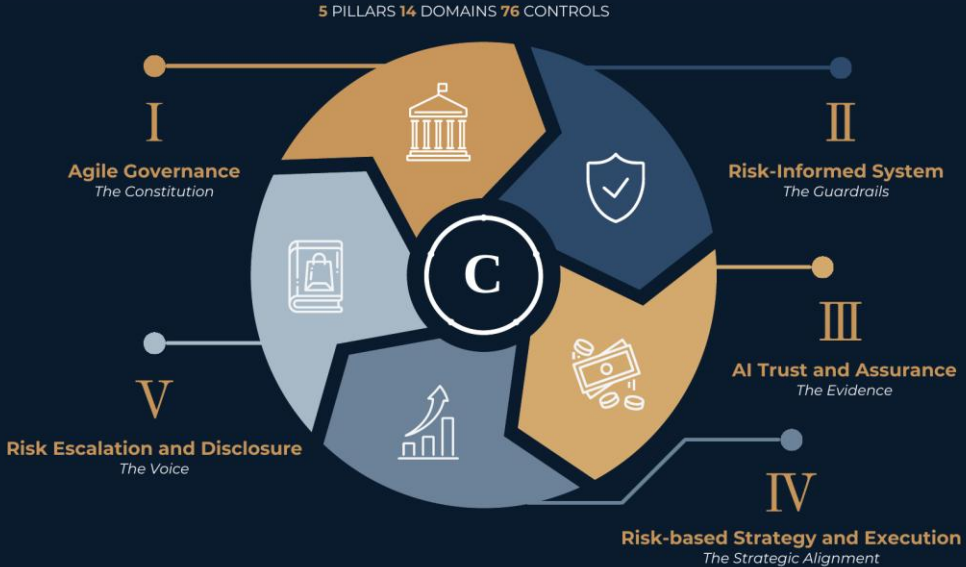 5 PILLARS 14 DOMAINS 76 CONTROLS
I
Agile Governance
The Constitution
II
Risk-Informed System
The Guardrails
C
III
AI Trust and Assurance
The Evidence
V
Risk Escalation and Disclosure
The Voice
IV
Risk-based Strategy and Execution
The Strategic Alignment